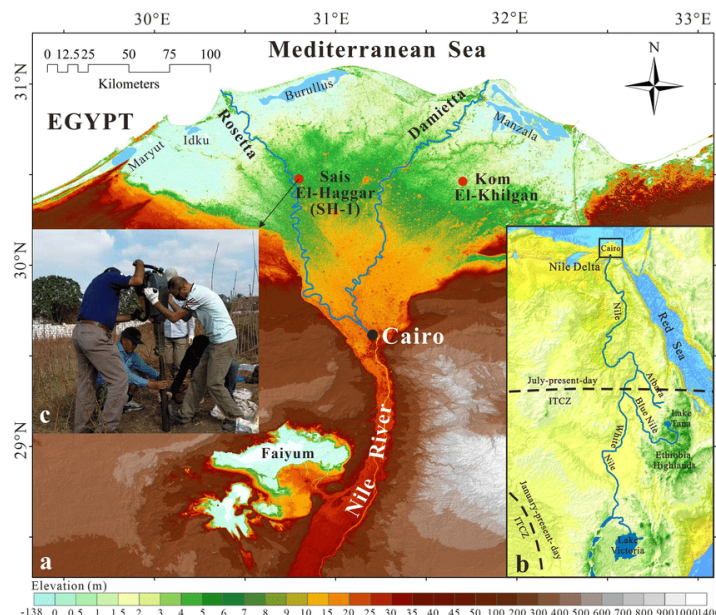 30°E 31°E 32°E 33°E
0 12.5 25 50 75 100
Kilometers
Mediterranean Sea
N
31°N
EGYPT
Burullus
Rosetta
Damietta
Idku
Maryut
Manzala
Sais
El-Haggar
(SH-1)
Kom
El-Khilgan
30°N
Cairo
Nile Delta
Cairo
Nile
Red Sea
July-present-day
ITCZ
Atbara
Blue Nile
Lake
Tana
White
Nile
Ethiobia
Highlands
January-present- day
ITCZ
Lake
Victoria
b
c
29°N
Faiyum
Nile River
a
Elevation (m)
-138 0 0.5 1 1.5 2 3 4 5 6 7 8 9 10 15 20 25 30 35 40 45 50 100 200 300 400 500 600 700 800 900 1000 1400